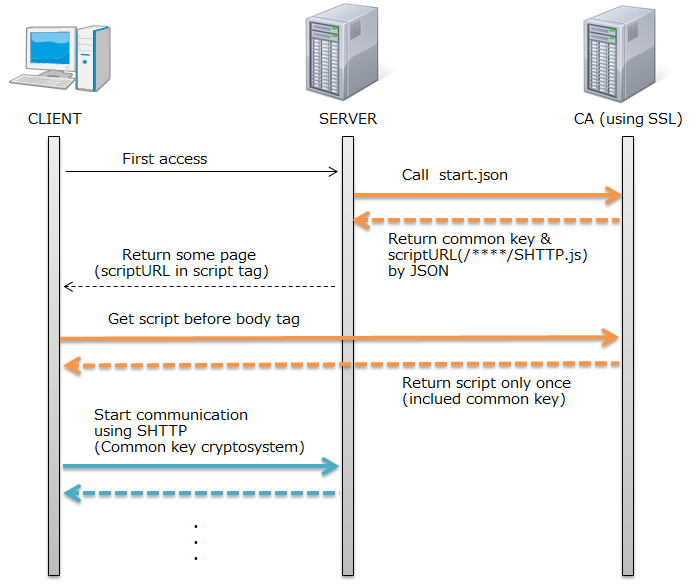 CLIENT
SERVER
CA (using SSL)
First access
Call start.json
Return common key &
scriptURL(/****/SHTTP.js)
by JSON
Return some page
(scriptURL in script tag)
Get script before body tag
Return script only once
(inclued common key)
Start communication
using SHTTP
(Common key cryptosystem)